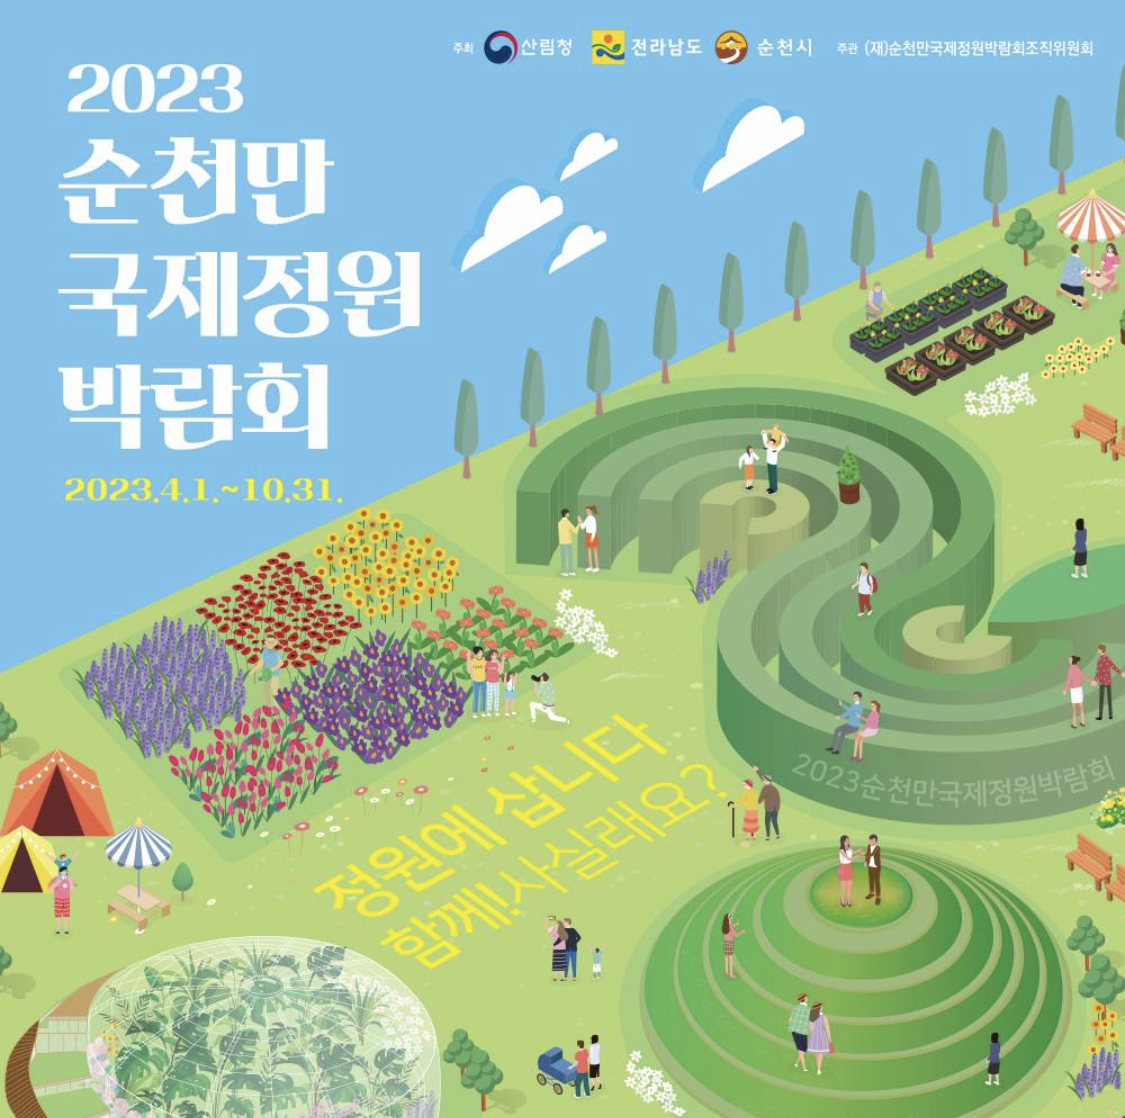 주최 산림청 전라남도 순천시 주관 (재)순천만국제정원박람회조직위원회
2023
순천만
국제정원
박람회
2023.4.1.~10.31.
정원에 삽니다
함께!사실래요?
2023순천만국제정원박람회